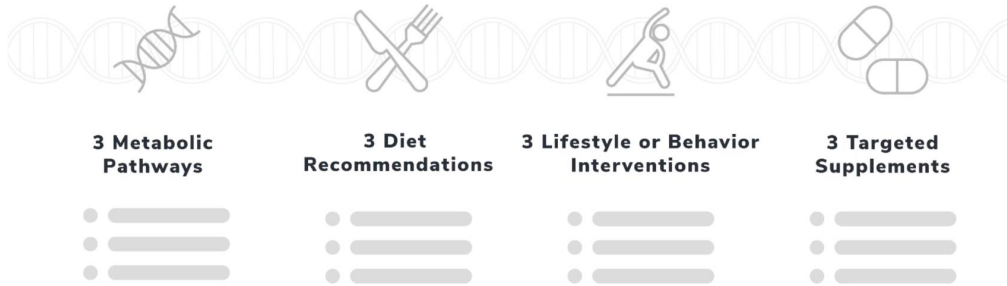 3 Metabolic
Pathways
3 Diet
Recommendations
3 Lifestyle or Behavior
Interventions
3 Targeted
Supplements